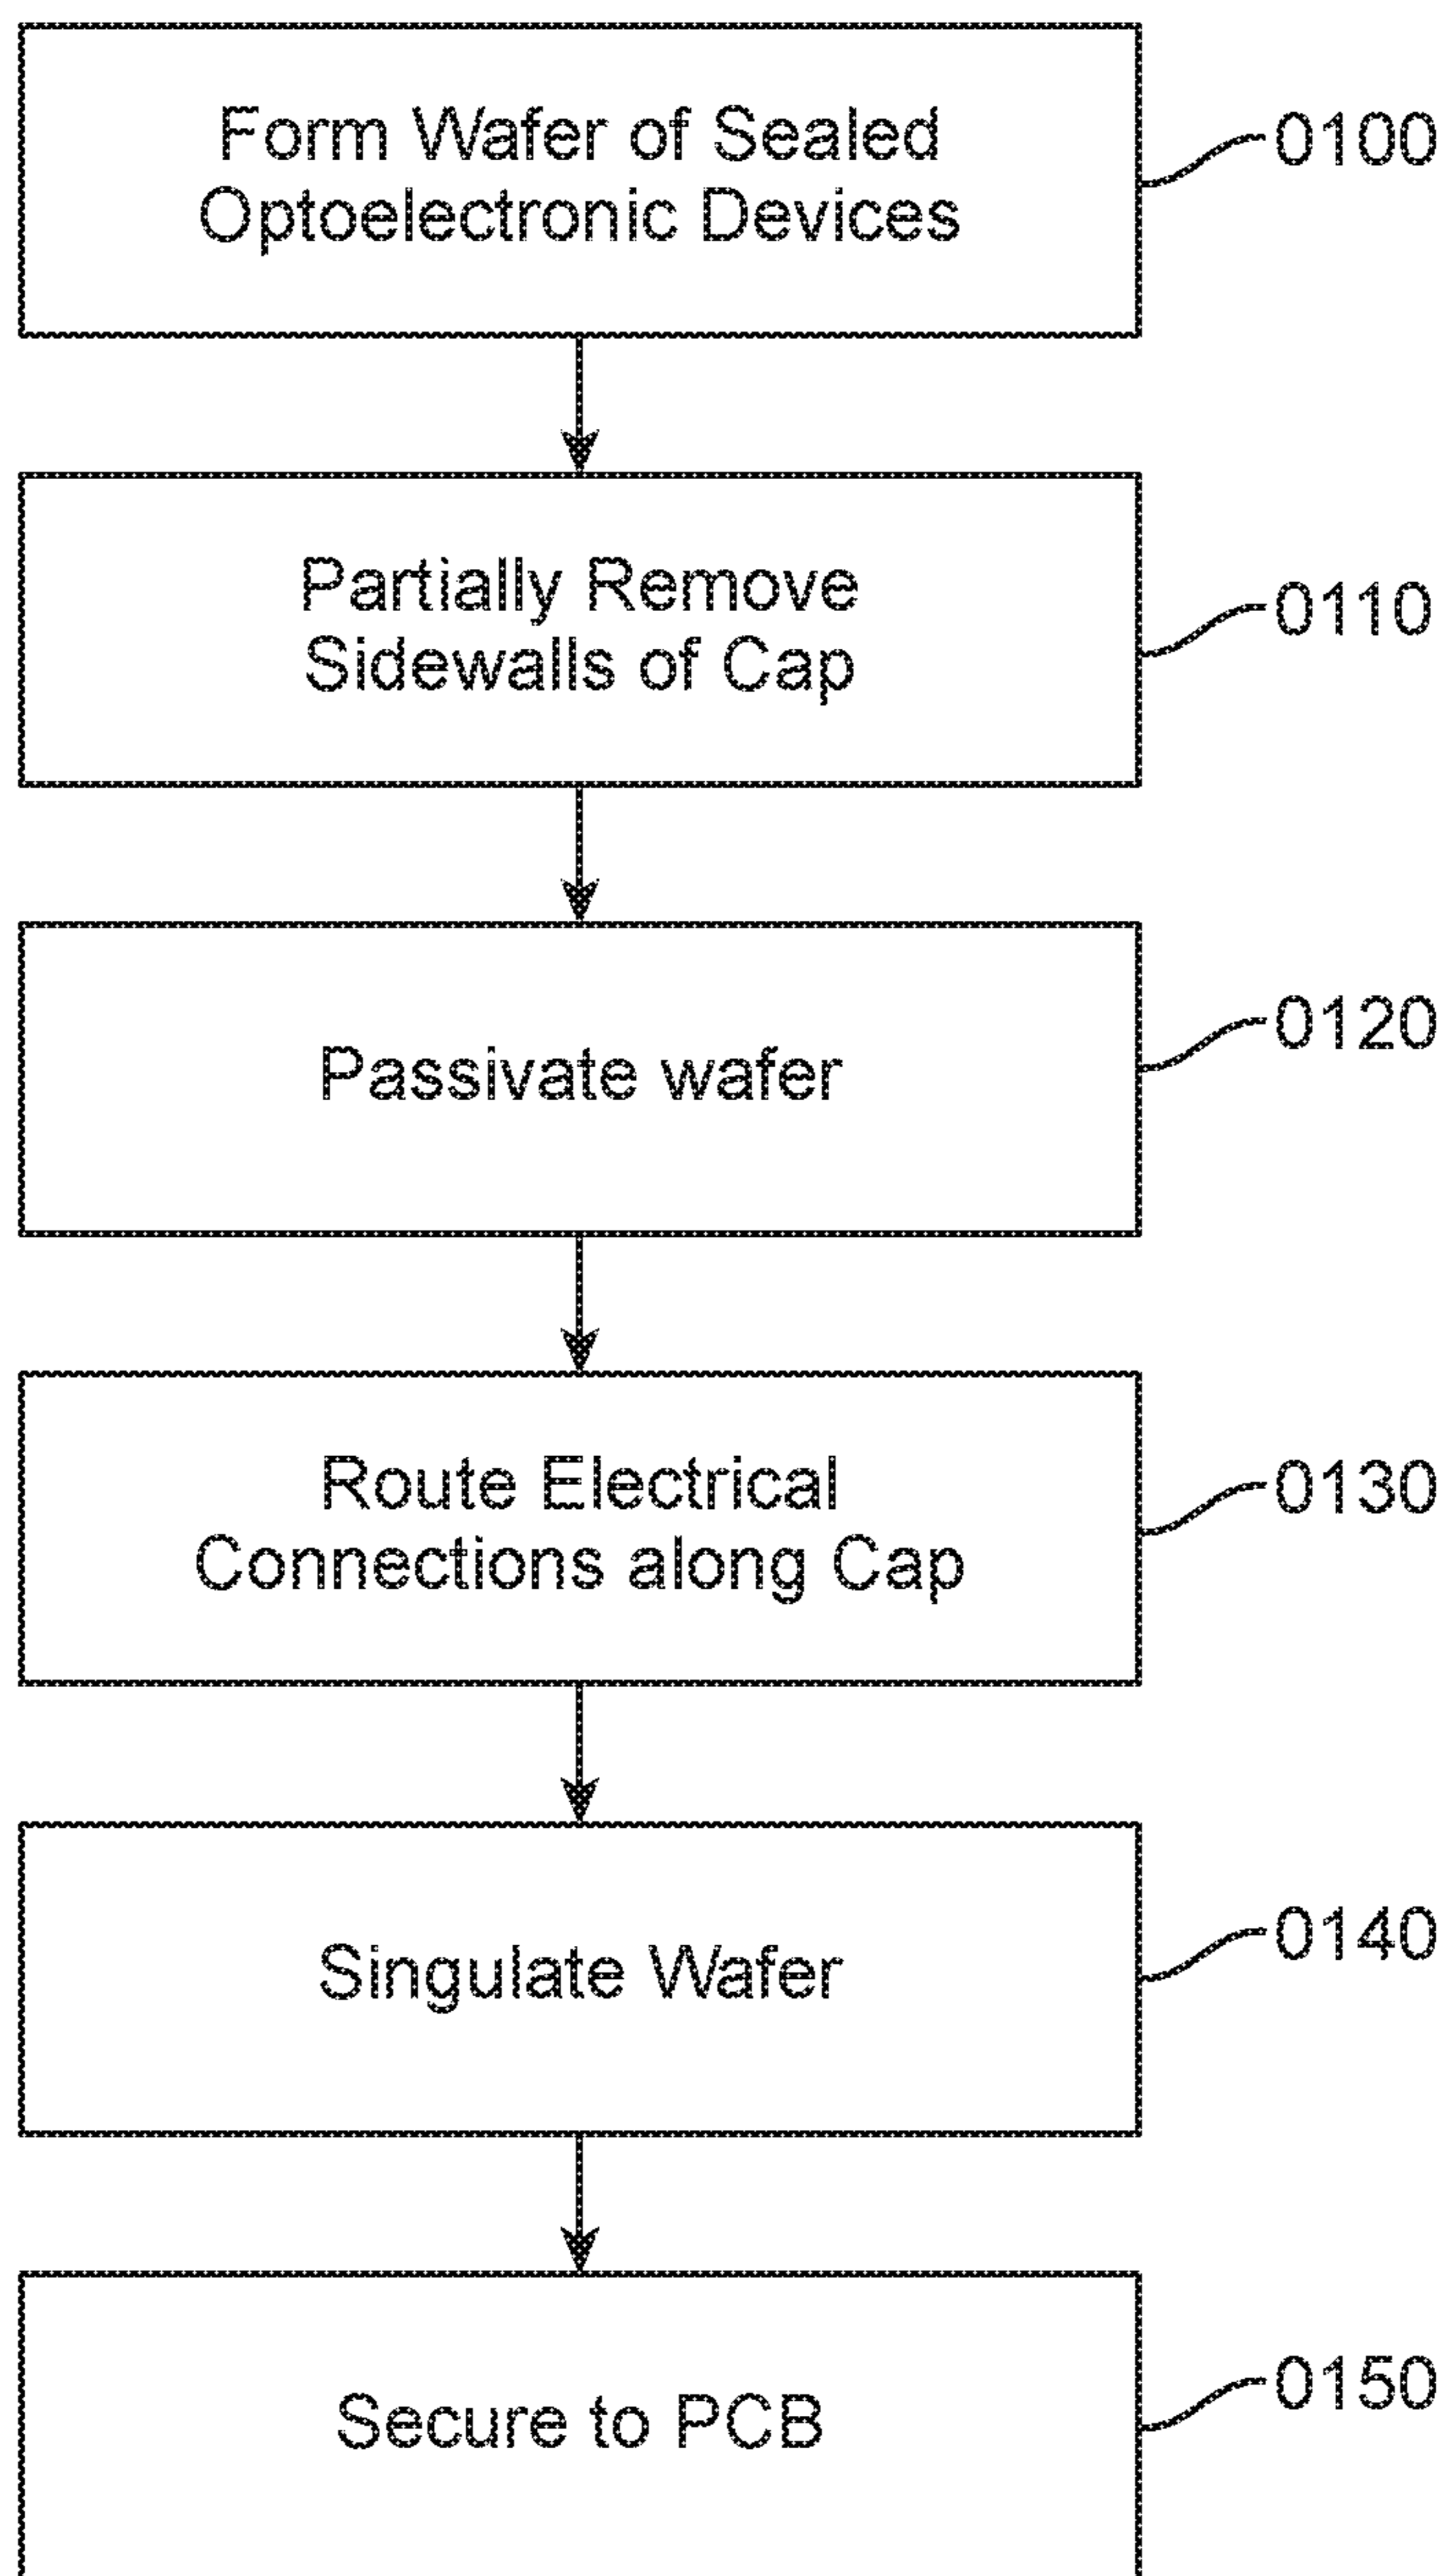 Form Wafer of Sealed
Optoelectronic Devices
0100
Partially Remove
Sidewalls of Cap
0110
Passivate wafer
0120
Route Electrical
Connections along Cap
0130
Singulate Wafer
0140
Secure to PCB
0150